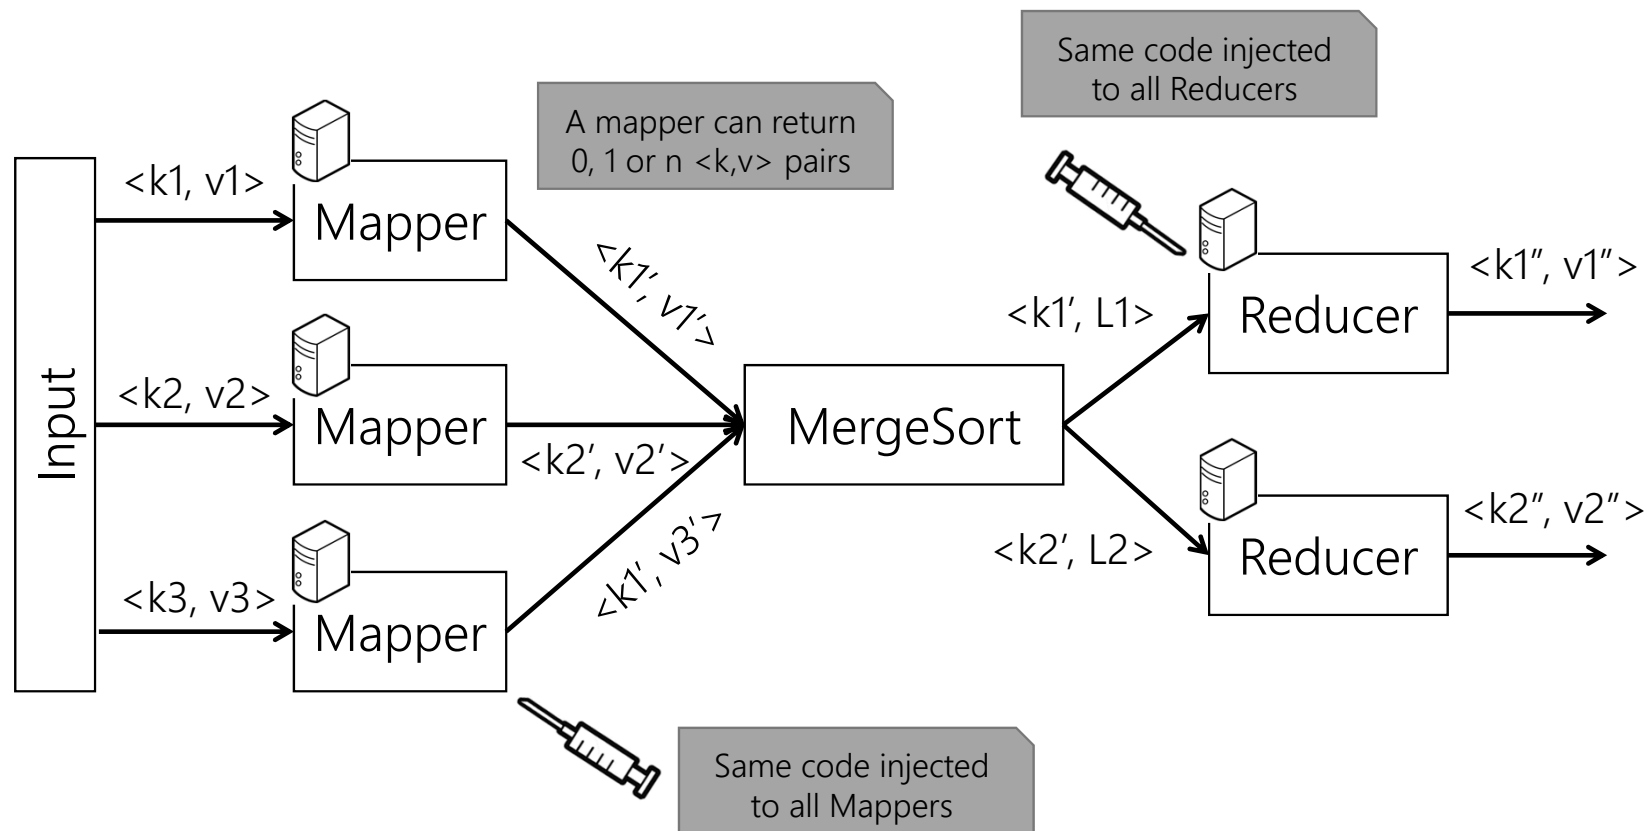 Input
<k1, v1>
Mapper
<k2, v2>
Mapper
<k3, v3>
Mapper
A mapper can return
0, 1 or n <k,v> pairs
<k1′, v1′>
<k2′, v2′>
<k1′, v3′>
Same code injected
to all Mappers
MergeSort
Same code injected
to all Reducers
<k1′, L1>
Reducer
<k1″, v1″>
<k2′, L2>
Reducer
<k2″, v2″>